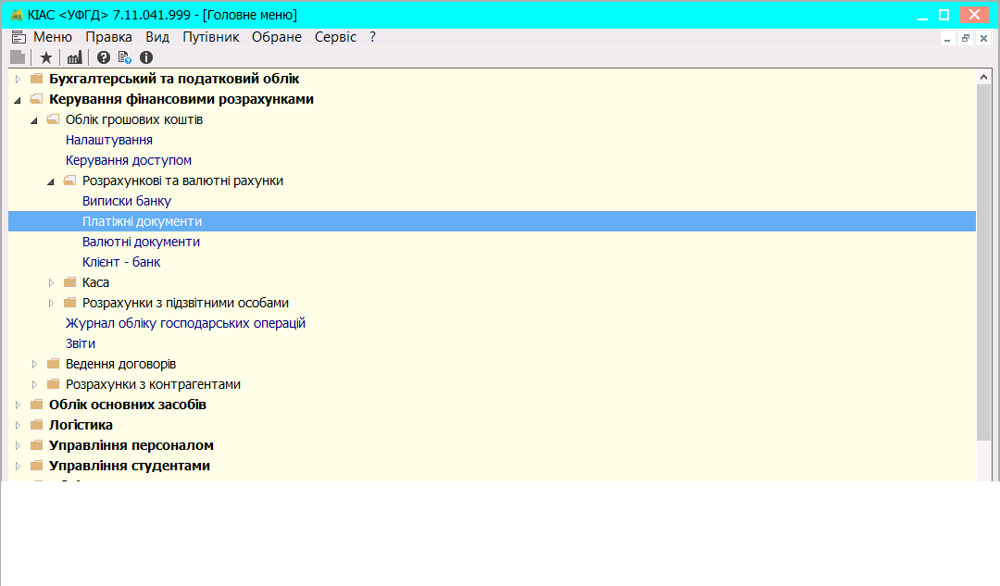 КІАС <УФГД> 7.11.041.999 - [Головне меню]
Меню Правка Вид Путівник Обране Сервіс ?
Бухгалтерський та податковий облік
Керування фінансовими розрахунками
Облік грошових коштів
Налаштування
Керування доступом
Розрахункові та валютні рахунки
Виписки банку
Платіжні документи
Валютні документи
Клієнт - банк
Каса
Розрахунки з підзвітними особами
Журнал обліку господарських операцій
Звіти
Ведення договорів
Розрахунки з контрагентами
Облік основних засобів
Логістика
Управління персоналом
Управління студентами